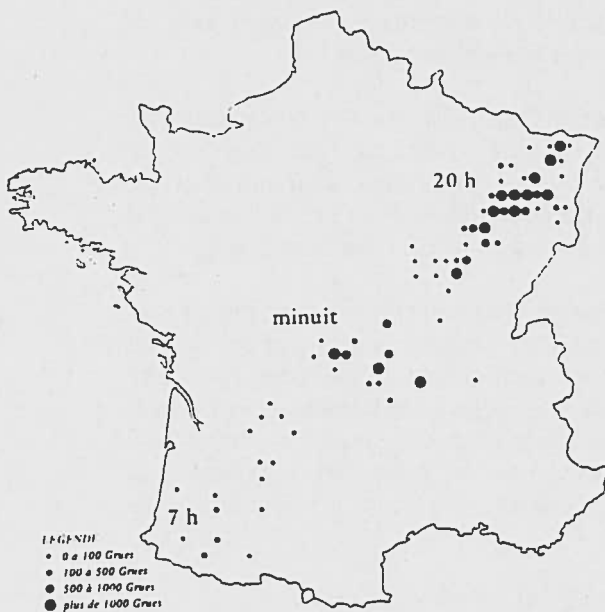 20 h
minuit
7 h
LEGENDE
0 à 100 Grues
100 à 500 Grues
500 à 1000 Grues
plus de 1000 Grues